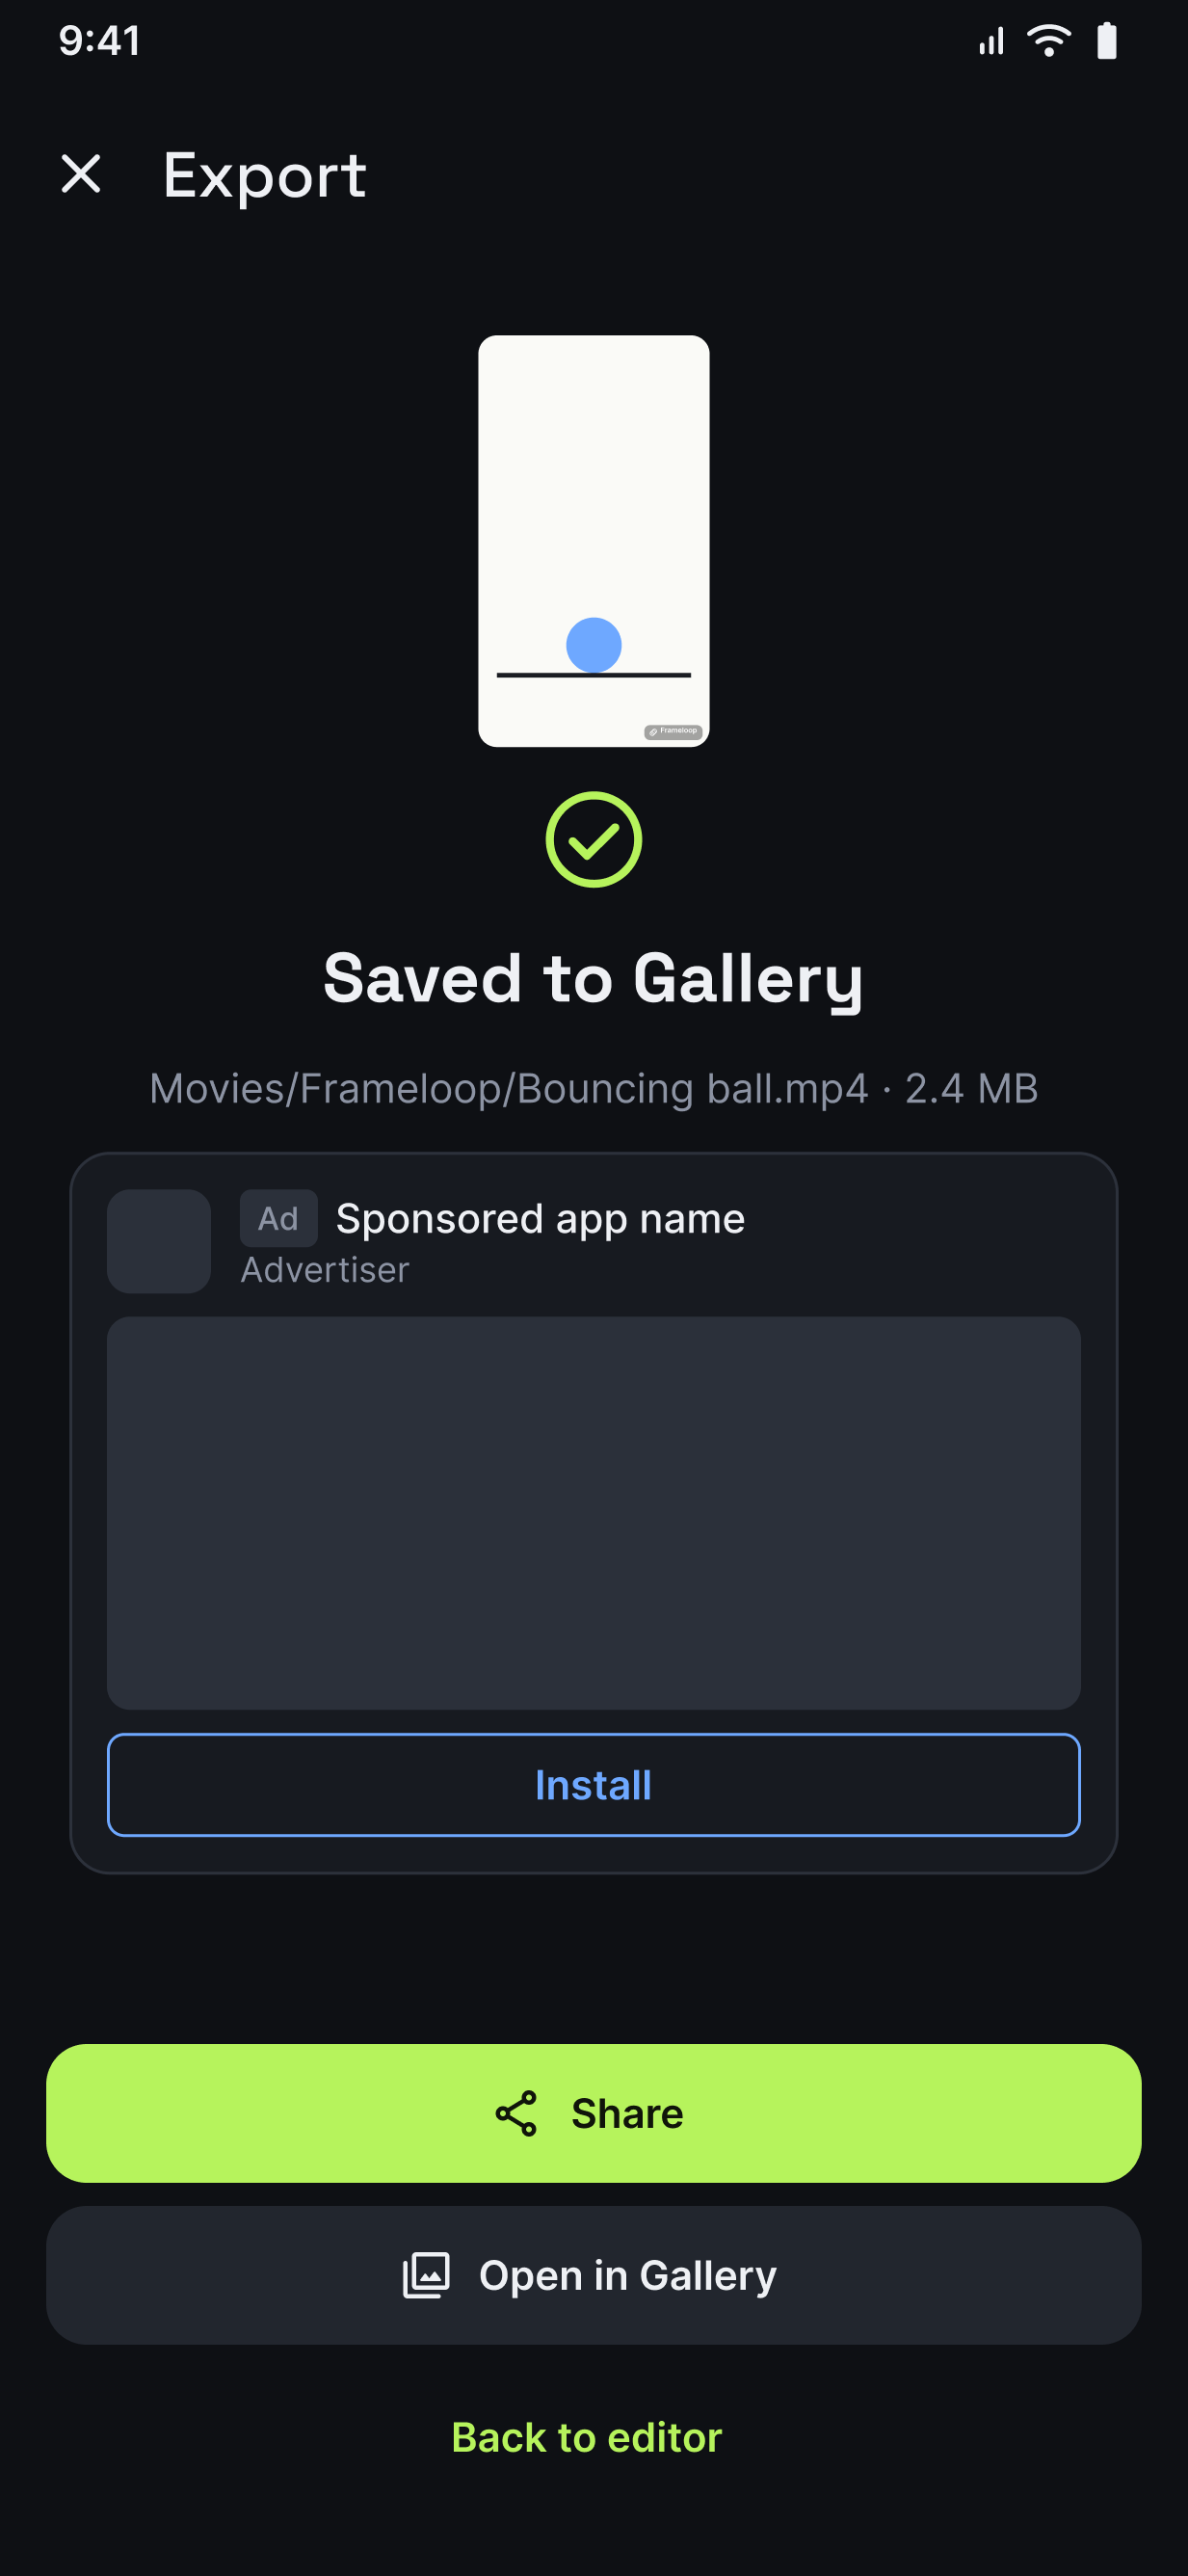 9:41
Export
Frameloop
Saved to Gallery
Movies/Frameloop/Bouncing ball.mp4 · 2.4 MB
Ad Sponsored app name
Advertiser
Install
Share
Open in Gallery
Back to editor